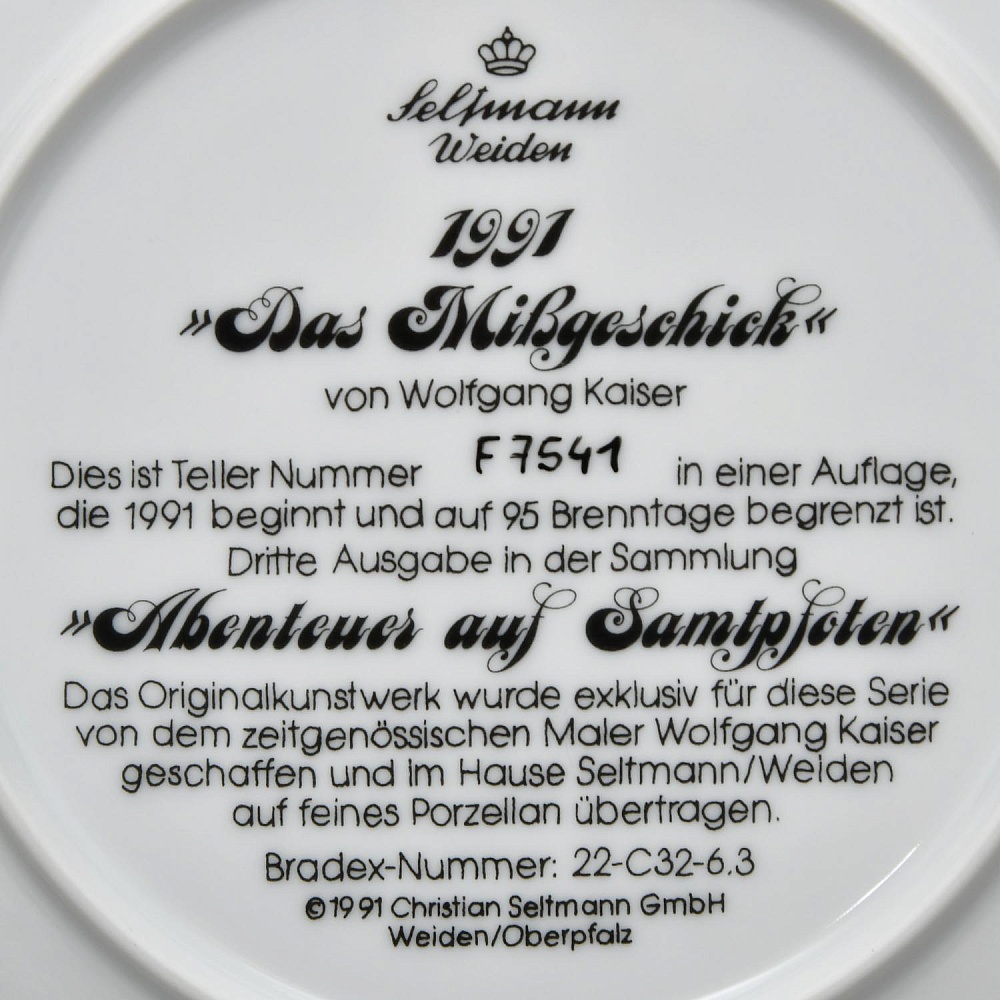 Seltmann
Weiden
1991
»Das Mißgeschick«
von Wolfgang Kaiser
Dies ist Teller Nummer F7541 in einer Auflage,
die 1991 beginnt und auf 95 Brenntage begrenzt ist.
Dritte Ausgabe in der Sammlung
»Abenteuer auf Samtpfoten«
Das Originalkunstwerk wurde exklusiv für diese Serie
von dem zeitgenössischen Maler Wolfgang Kaiser
geschaffen und im Hause Seltmann/Weiden
auf feines Porzellan übertragen.
Bradex-Nummer: 22-C32-6.3
©1991 Christian Seltmann GmbH
Weiden/Oberpfalz